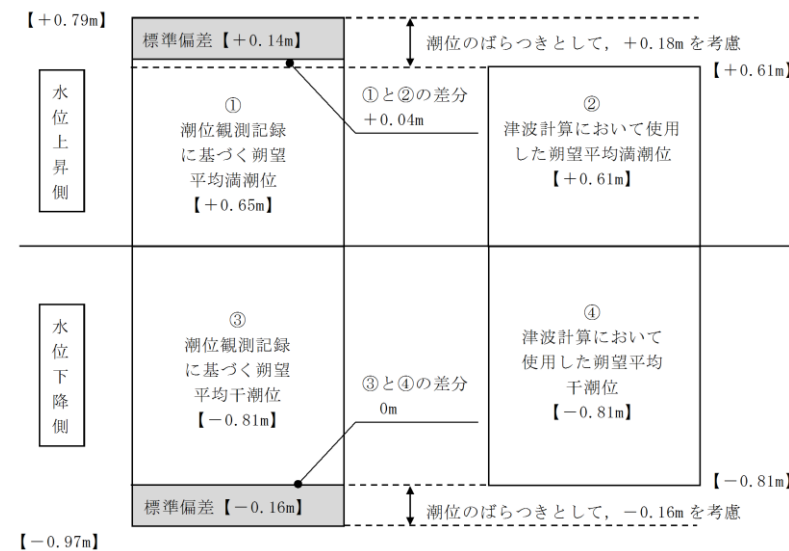 【＋0.79m】
標準偏差【＋0.14m】
潮位のばらつきとして，＋0.18m を考慮
【＋0.61m】
水位上昇側
①
潮位観測記録
に基づく朔望
平均満潮位
【＋0.65m】
①と②の差分
＋0.04m
②
津波計算において使用
した朔望平均満潮位
【＋0.61m】
水位下降側
③
潮位観測記録
に基づく朔望
平均干潮位
【－0.81m】
③と④の差分
0m
④
津波計算において
使用した朔望平均
干潮位
【－0.81m】
【－0.81m】
標準偏差【－0.16m】
潮位のばらつきとして，－0.16m を考慮
【－0.97m】